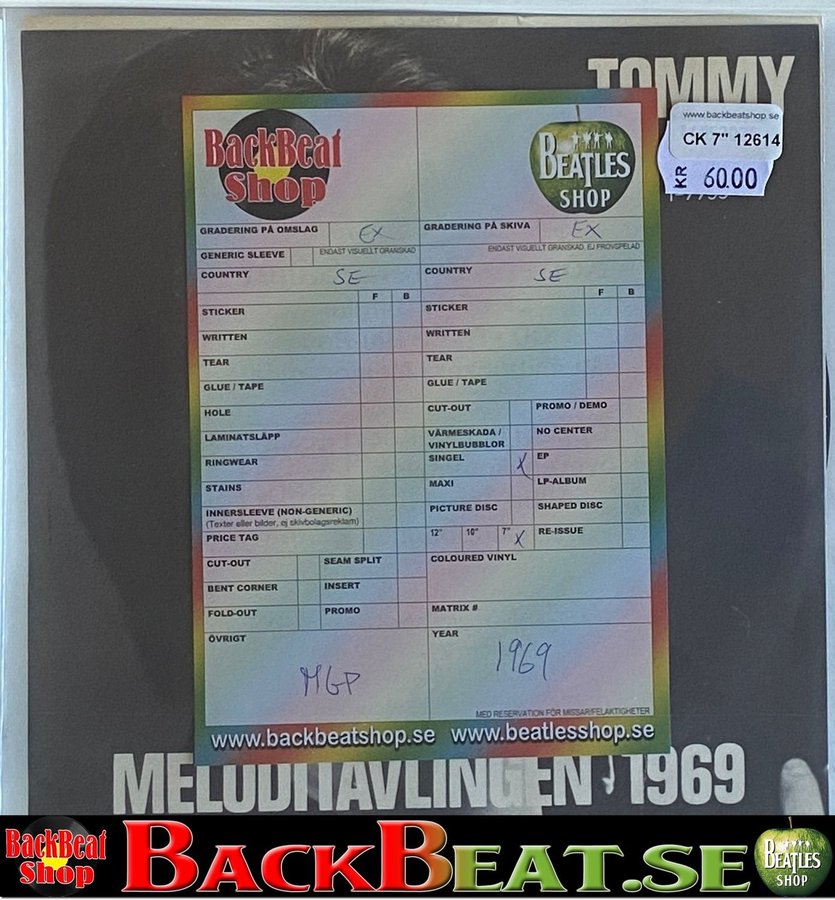 TOMMY
www.backbeatshop.se
CK 7" 12614
KR 60.00
BackBeat
Shop
BEATLES
SHOP
GRADERING PÅ OMSLAG EX
ENDAST VISUELLT GRANSKAD
GENERIC SLEEVE
COUNTRY SE
F B
STICKER
WRITTEN
TEAR
GLUE / TAPE
HOLE
LAMINATSLÄPP
RINGWEAR
STAINS
INNERSLEEVE (NON-GENERIC)
(Texter eller bilder, ej skivbolagsreklam)
PRICE TAG
CUT-OUT SEAM SPLIT
BENT CORNER INSERT
FOLD-OUT PROMO
ÖVRIGT
MGP
GRADERING PÅ SKIVA EX
ENDAST VISUELLT GRANSKAD, EJ PROVSPELAD
COUNTRY SE
F B
STICKER
WRITTEN
TEAR
GLUE / TAPE
CUT-OUT PROMO / DEMO
VÄRMESKADA /
VINYLBUBBLOR
NO CENTER
SINGEL X EP
MAXI LP-ALBUM
PICTURE DISC SHAPED DISC
12" 10" 7" X RE-ISSUE
COLOURED VINYL
MATRIX #
YEAR
1969
MED RESERVATION FÖR MISSAR/FELAKTIGHETER
www.backbeatshop.se www.beatlesshop.se
MELODITÄVLINGEN 1969
BackBeat
Shop
BACKBEAT.SE
BEATLES
SHOP